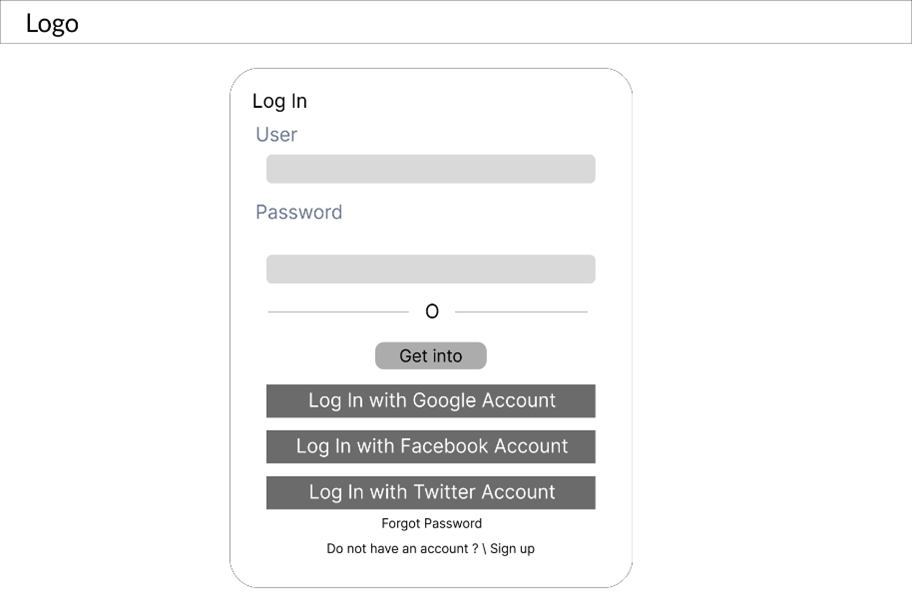 Logo
Log In
User
Password
O
Get into
Log In with Google Account
Log In with Facebook Account
Log In with Twitter Account
Forgot Password
Do not have an account ? \ Sign up